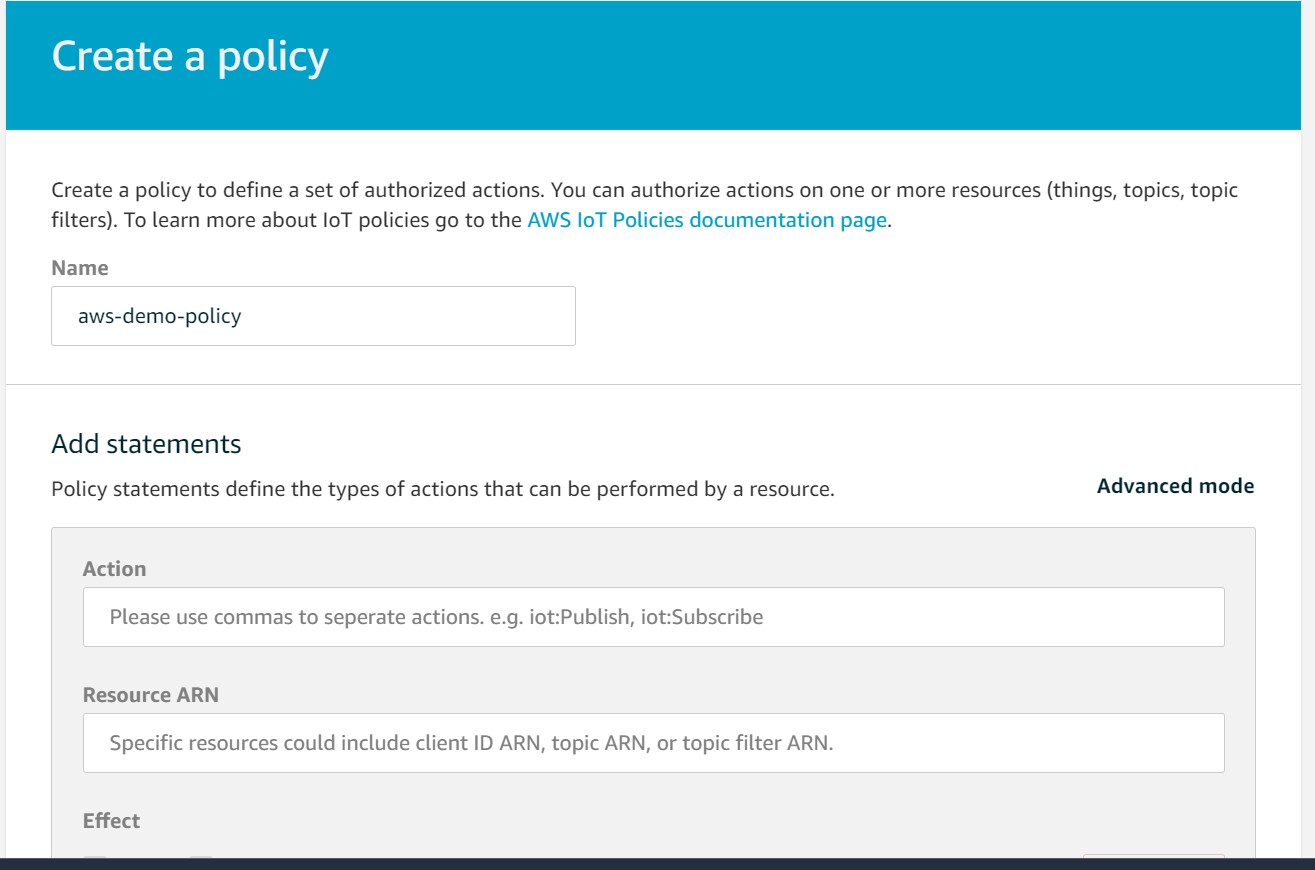 Create a policy
Create a policy to define a set of authorized actions. You can authorize actions on one or more resources (things, topics, topic
filters). To learn more about IoT policies go to the AWS IoT Policies documentation page.
Name
aws-demo-policy
Add statements
Policy statements define the types of actions that can be performed by a resource.
Advanced mode
Action
Please use commas to seperate actions. e.g. iot:Publish, iot:Subscribe
Resource ARN
Specific resources could include client ID ARN, topic ARN, or topic filter ARN.
Effect